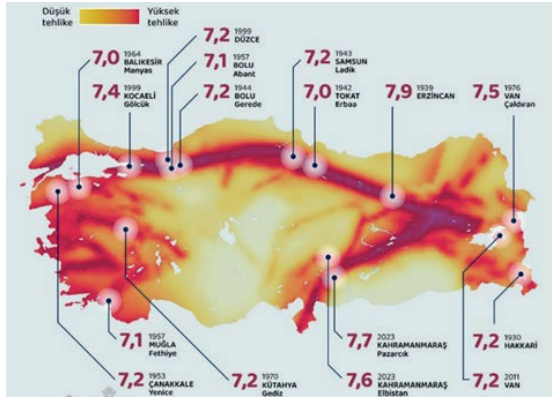 Düşük
tehlike
Yüksek
tehlike
7,0 1964
BALIKESİR
Manyas
7,4 1999
KOCAELİ
Gölcük
7,2 1999
DÜZCE
7,1 1957
BOLU
Abant
7,2 1944
BOLU
Gerede
7,2 1943
SAMSUN
Ladik
7,0 1942
TOKAT
Erbaa
7,9 1939
ERZİNCAN
7,5 1976
VAN
Çaldıran
7,1 1957
MUĞLA
Fethiye
7,2 1953
ÇANAKKALE
Yenice
7,2 1970
KÜTAHYA
Gediz
7,7 2023
KAHRAMANMARAŞ
Pazarcık
7,6 2023
KAHRAMANMARAŞ
Elbistan
7,2 1930
HAKKARİ
7,2 2011
VAN